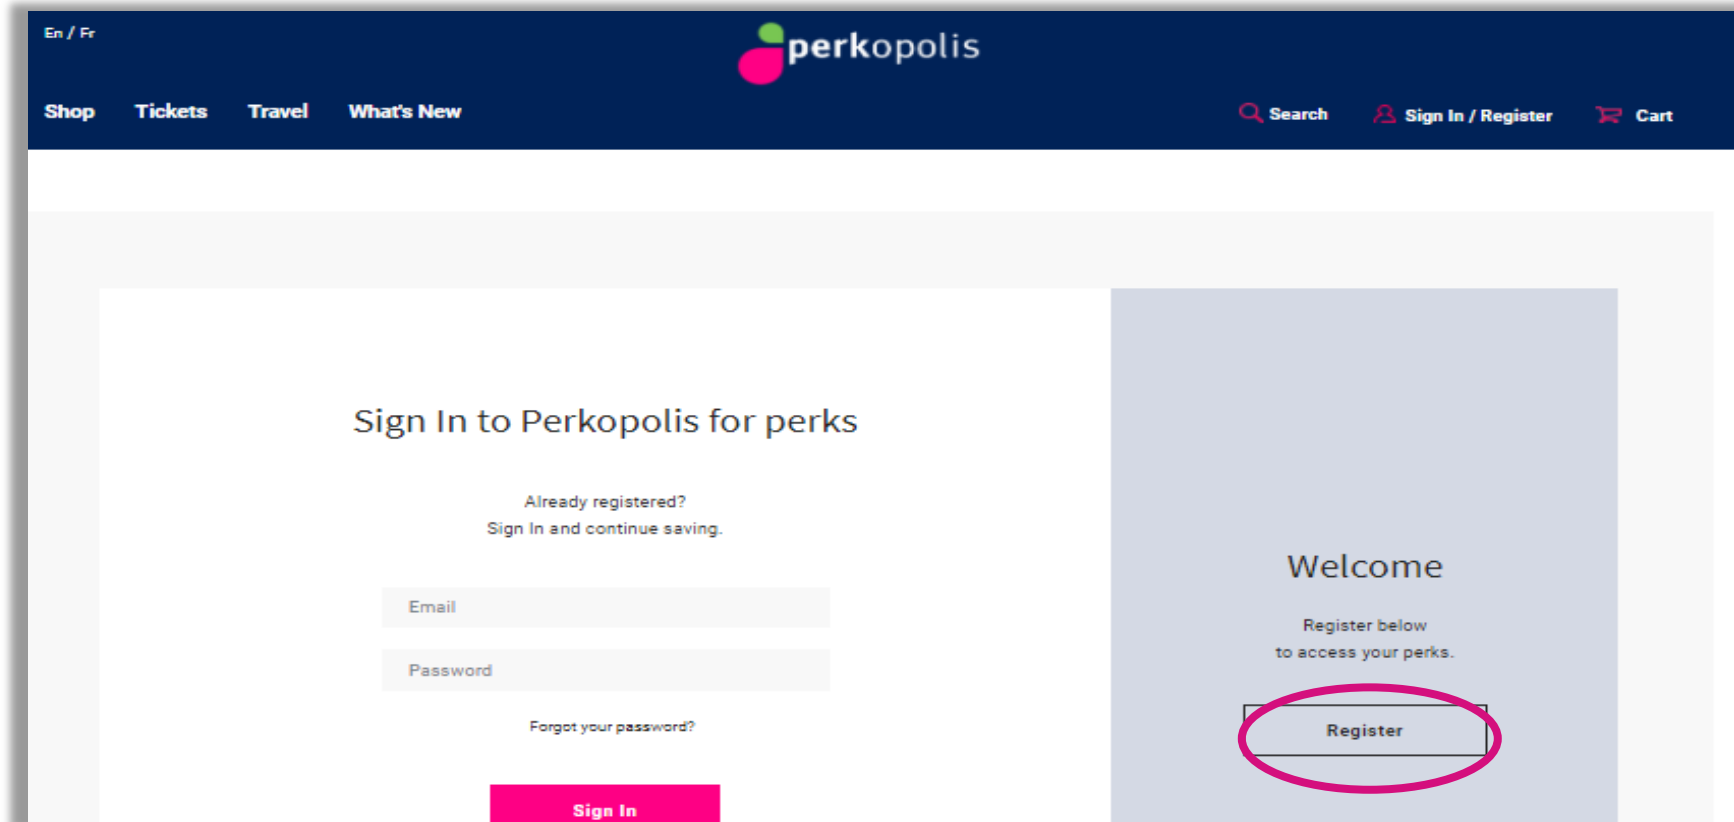 En / Fr
perkopolis
Shop Tickets Travel What's New
Search Sign In / Register Cart
Sign In to Perkopolis for perks
Already registered?
Sign In and continue saving.
Email
Password
Forgot your password?
Sign In
Welcome
Register below
to access your perks.
Register